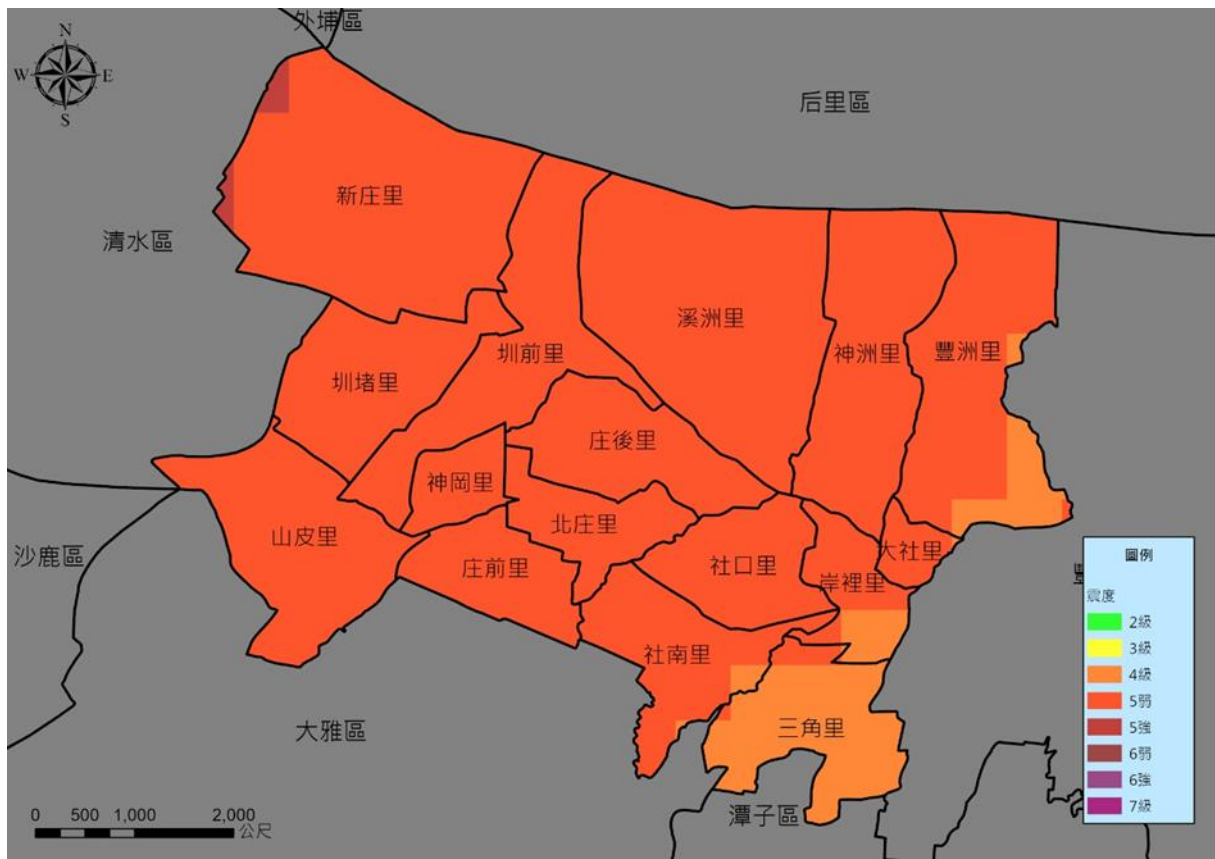 外埔區
N
W E
S
后里區
新庄里
清水區
溪洲里
神洲里
豐洲里
圳前里
圳堵里
庄後里
神岡里
北庄里
山皮里
沙鹿區
庄前里
社口里
大社里
岸裡里
社南里
大雅區
三角里
潭子區
圖例
震度
2級
3級
4級
5弱
5強
6弱
6強
7級
0 500 1,000 2,000
公尺